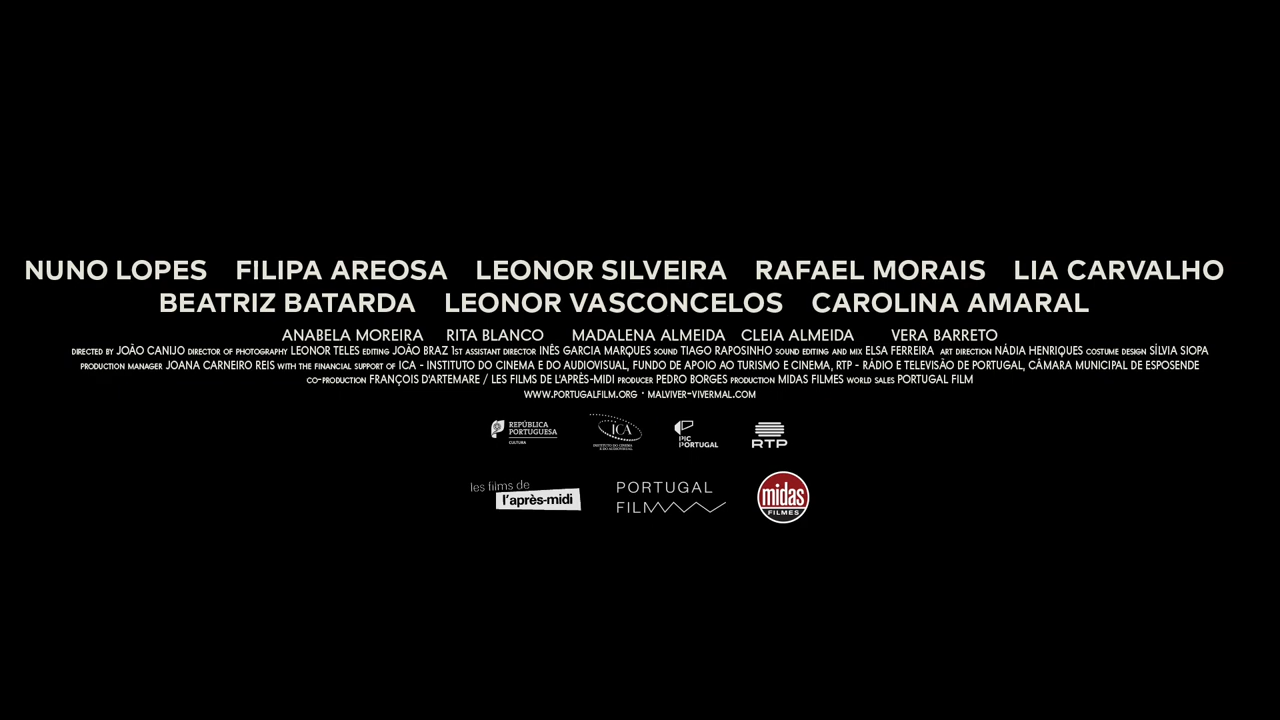 NUNO LOPES FILIPA AREOSA LEONOR SILVEIRA RAFAEL MORAIS LIA CARVALHO
BEATRIZ BATARDA LEONOR VASCONCELOS CAROLINA AMARAL
ANABELA MOREIRA RITA BLANCO MADALENA ALMEIDA CLEIA ALMEIDA VERA BARRETO
DIRECTED BY JOÃO CANIJO DIRECTOR OF PHOTOGRAPHY LEONOR TELES EDITING JOÃO BRAZ 1ST ASSISTANT DIRECTOR INÊS GARCIA MARQUES SOUND TIAGO RAPOSINHO SOUND EDITING AND MIX ELSA FERREIRA ART DIRECTION NÁDIA HENRIQUES COSTUME DESIGN SÍLVIA SIOPA
PRODUCTION MANAGER JOANA CARNEIRO REIS WITH THE FINANCIAL SUPPORT OF ICA - INSTITUTO DO CINEMA E DO AUDIOVISUAL, FUNDO DE APOIO AO TURISMO E CINEMA, RTP - RÁDIO E TELEVISÃO DE PORTUGAL, CÂMARA MUNICIPAL DE ESPOSENDE
CO-PRODUCTION FRANÇOIS D'ARTEMARE / LES FILMS DE L'APRÈS-MIDI PRODUCER PEDRO BORGES PRODUCTION MIDAS FILMES WORLD SALES PORTUGAL FILM
WWW.PORTUGALFILM.ORG · MALVIVER-VIVERMAL.COM
REPÚBLICA
PORTUGUESA
CULTURA
ICA
INSTITUTO DO CINEMA
E DO AUDIOVISUAL
PIC
PORTUGAL
RTP
les films de
l'après-midi
PORTUGAL
FILM
midas
FILMES